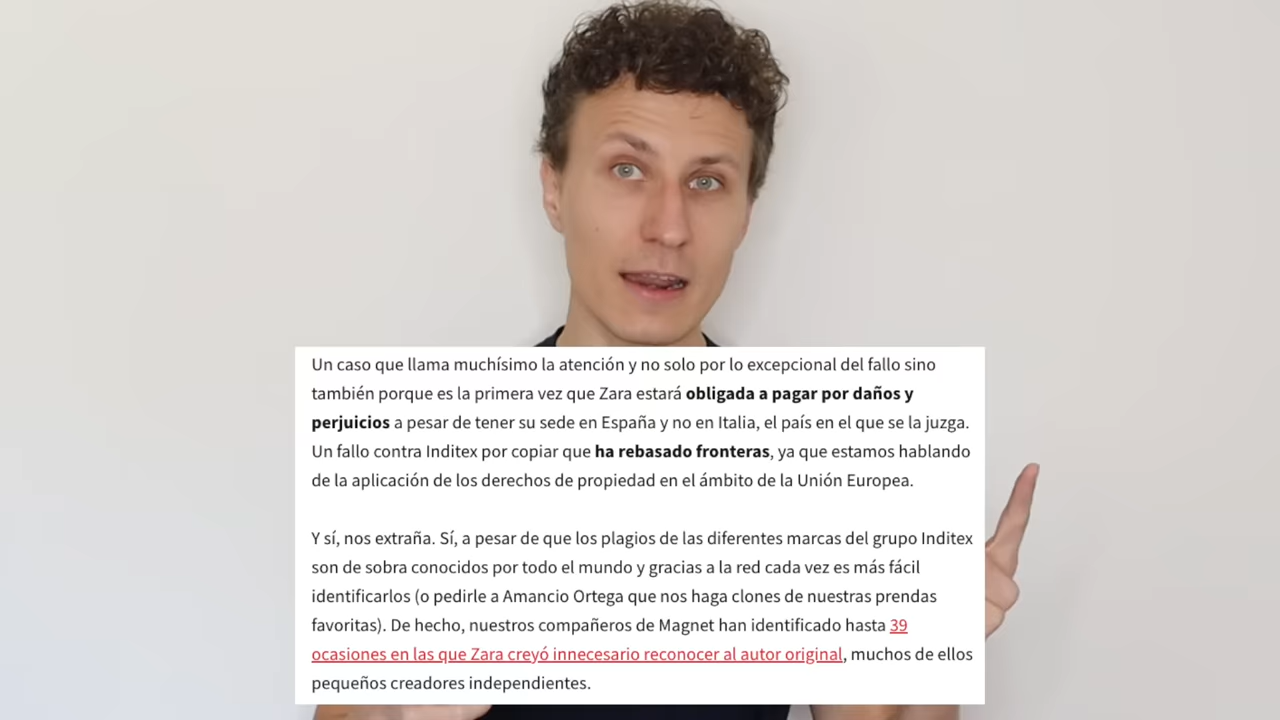 Un caso que llama muchísimo la atención y no solo por lo excepcional del fallo sino
también porque es la primera vez que Zara estará obligada a pagar por daños y
perjuicios a pesar de tener su sede en España y no en Italia, el país en el que se la juzga.
Un fallo contra Inditex por copiar que ha rebasado fronteras, ya que estamos hablando
de la aplicación de los derechos de propiedad en el ámbito de la Unión Europea.
Y sí, nos extraña. Sí, a pesar de que los plagios de las diferentes marcas del grupo Inditex
son de sobra conocidos por todo el mundo y gracias a la red cada vez es más fácil
identificarlos (o pedirle a Amancio Ortega que nos haga clones de nuestras prendas
favoritas). De hecho, nuestros compañeros de Magnet han identificado hasta 39
ocasiones en las que Zara creyó innecesario reconocer al autor original, muchos de ellos
pequeños creadores independientes.